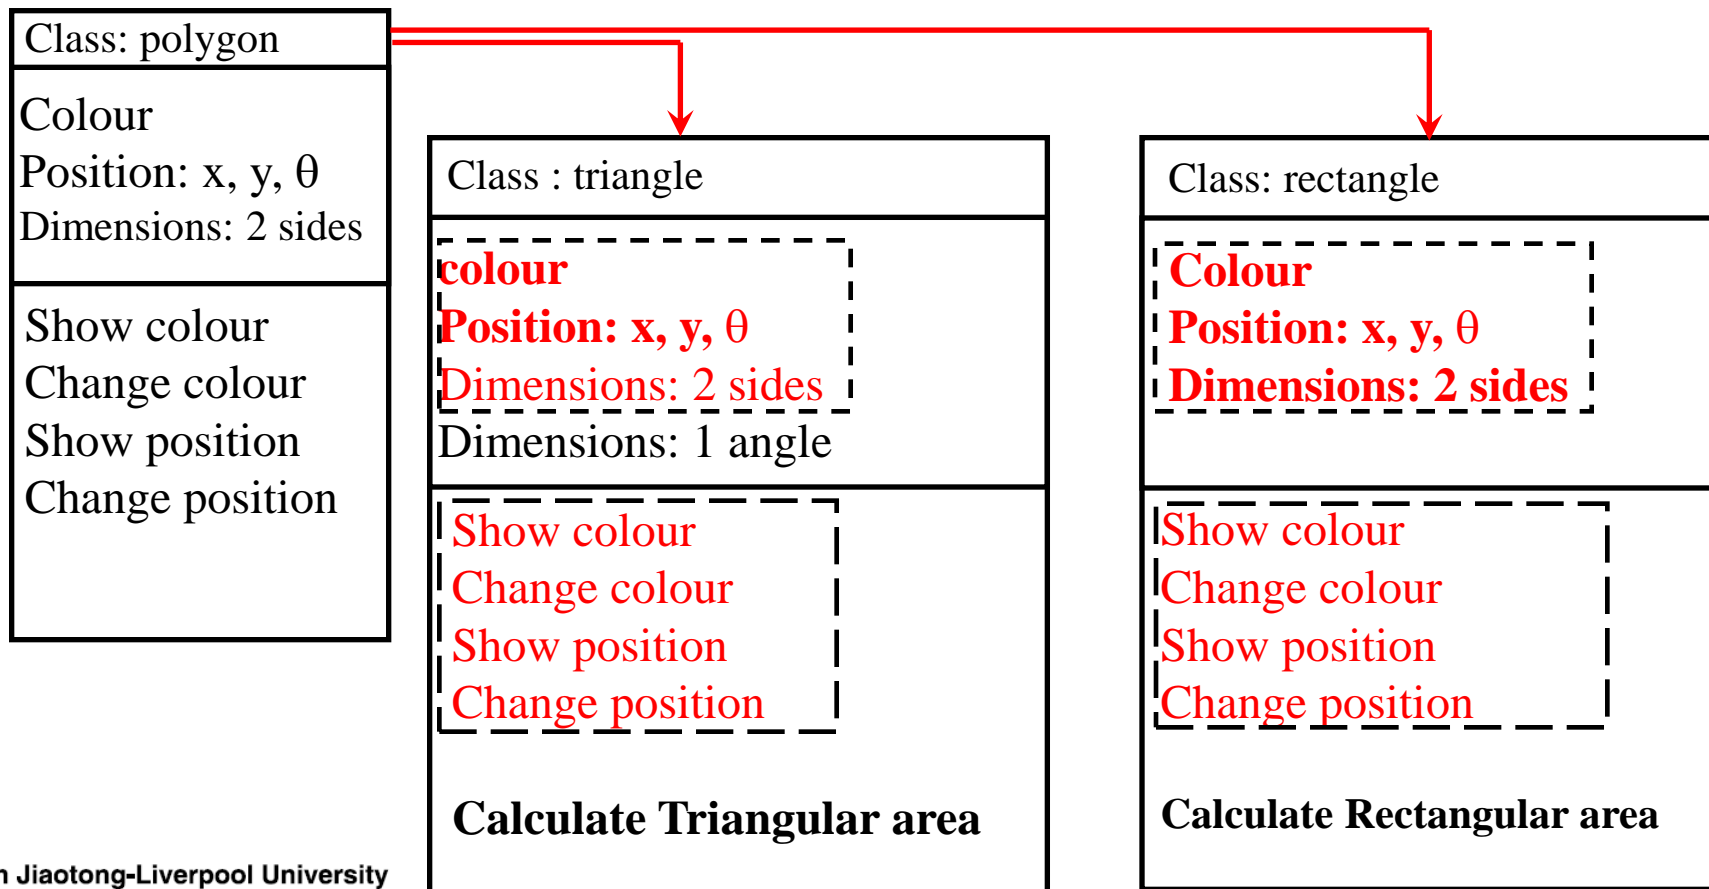 Class: polygon
Colour
Position: x, y, θ
Dimensions: 2 sides
Show colour
Change colour
Show position
Change position
Class : triangle
colour
Position: x, y, θ
Dimensions: 2 sides
Dimensions: 1 angle
Show colour
Change colour
Show position
Change position
Calculate Triangular area
Class: rectangle
Colour
Position: x, y, θ
Dimensions: 2 sides
Show colour
Change colour
Show position
Change position
Calculate Rectangular area
Jiaotong-Liverpool University